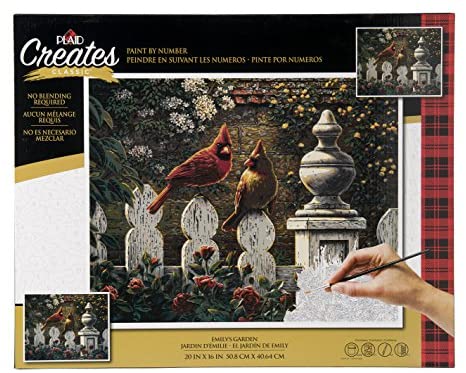 PLAID
Creates
CLASSIC
PAINT BY NUMBER
PEINDRE EN SUIVANT LES NUMEROS · PINTE POR NUMEROS
NO BLENDING
REQUIRED
AUCUN MÉLANGE
REQUIS
NO ES NECESARIO
MEZCLAR
EMILY'S GARDEN
JARDIN D'ÉMILIE · EL JARDIN DE EMILY
20 IN X 16 IN 50.8 CM X 40.64 CM